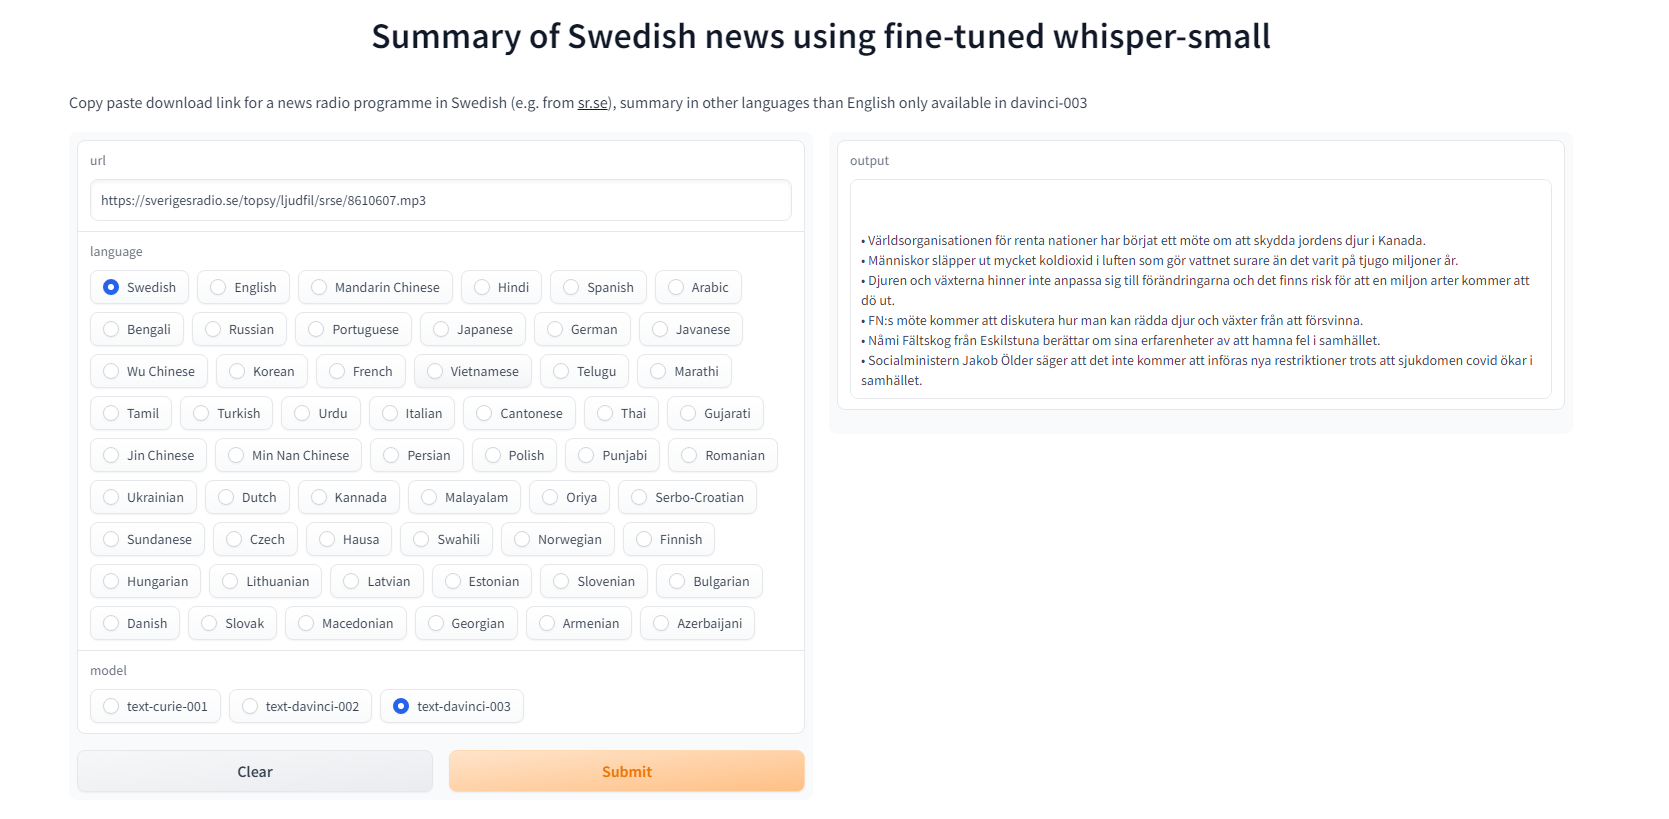 Summary of Swedish news using fine-tuned whisper-small
Copy paste download link for a news radio programme in Swedish (e.g. from sr.se), summary in other languages than English only available in davinci-003
url
https://sverigesradio.se/topsy/ljudfil/srse/8610607.mp3
language
Swedish English Mandarin Chinese Hindi Spanish Arabic
Bengali Russian Portuguese Japanese German Javanese
Wu Chinese Korean French Vietnamese Telugu Marathi
Tamil Turkish Urdu Italian Cantonese Thai Gujarati
Jin Chinese Min Nan Chinese Persian Polish Punjabi Romanian
Ukrainian Dutch Kannada Malayalam Oriya Serbo-Croatian
Sundanese Czech Hausa Swahili Norwegian Finnish
Hungarian Lithuanian Latvian Estonian Slovenian Bulgarian
Danish Slovak Macedonian Georgian Armenian Azerbaijani
model
text-curie-001 text-davinci-002 text-davinci-003
Clear Submit
output
• Världsorganisationen för renta nationer har börjat ett möte om att skydda jordens djur i Kanada.
• Människor släpper ut mycket koldioxid i luften som gör vattnet surare än det varit på tjugo miljoner år.
• Djuren och växterna hinner inte anpassa sig till förändringarna och det finns risk för att en miljon arter kommer att
dö ut.
• FN:s möte kommer att diskutera hur man kan rädda djur och växter från att försvinna.
• Nåmi Fältskog från Eskilstuna berättar om sina erfarenheter av att hamna fel i samhället.
• Socialministern Jakob Ölder säger att det inte kommer att införas nya restriktioner trots att sjukdomen covid ökar i
samhället.